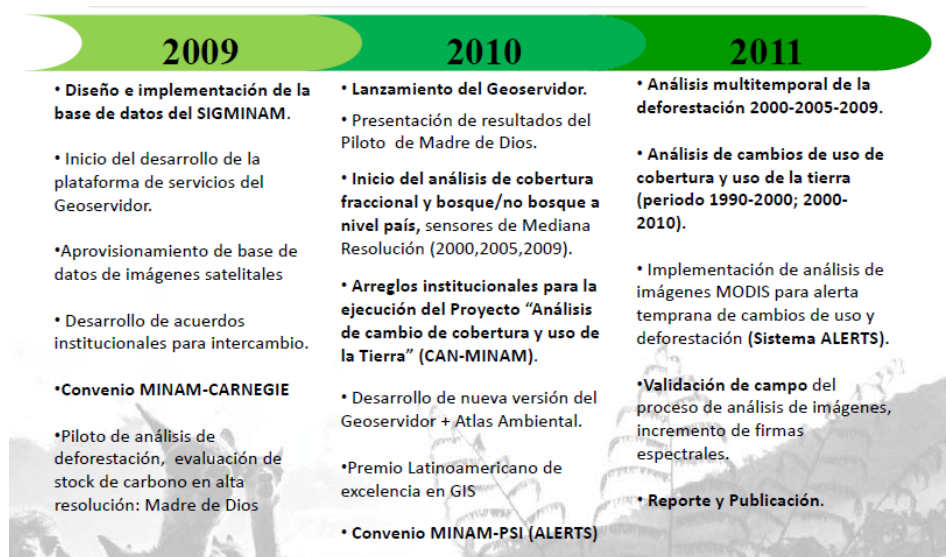 2009
• Diseño e implementación de la
base de datos del SIGMINAM.
• Inicio del desarrollo de la
plataforma de servicios del
Geoservidor.
•Aprovisionamiento de base de
datos de imágenes satelitales
• Desarrollo de acuerdos
institucionales para intercambio.
•Convenio MINAM-CARNEGIE
•Piloto de análisis de
deforestación, evaluación de
stock de carbono en alta
resolución: Madre de Dios
2010
• Lanzamiento del Geoservidor.
• Presentación de resultados del
Piloto de Madre de Dios.
• Inicio del análisis de cobertura
fraccional y bosque/no bosque a
nivel país, sensores de Mediana
Resolución (2000,2005,2009).
• Arreglos institucionales para la
ejecución del Proyecto “Análisis
de cambio de cobertura y uso de
la Tierra” (CAN-MINAM).
• Desarrollo de nueva versión del
Geoservidor + Atlas Ambiental.
•Premio Latinoamericano de
excelencia en GIS
• Convenio MINAM-PSI (ALERTS)
2011
• Análisis multitemporal de la
deforestación 2000-2005-2009.
• Análisis de cambios de uso de
cobertura y uso de la tierra
(periodo 1990-2000; 2000-
2010).
• Implementación de análisis de
imágenes MODIS para alerta
temprana de cambios de uso y
deforestación (Sistema ALERTS).
•Validación de campo del
proceso de análisis de imágenes,
incremento de firmas
espectrales.
• Reporte y Publicación.